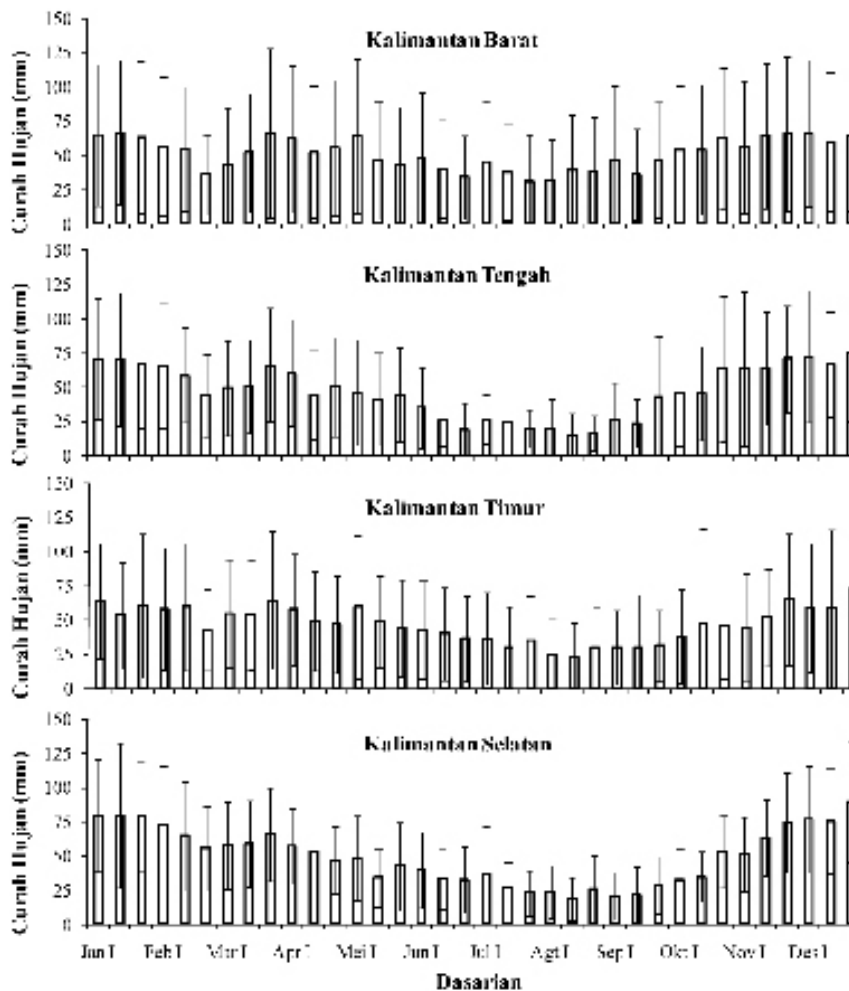 Curah Hujan (mm)
Kalimantan Barat
150
125
100
75
50
25
0
Curah Hujan (mm)
Kalimantan Tengah
150
125
100
75
50
25
0
Curah Hujan (mm)
Kalimantan Timur
150
125
100
75
50
25
0
Curah Hujan (mm)
Kalimantan Selatan
150
125
100
75
50
25
0
Jan I Feb I Mar I Apr I Mei I Jun I Jul I Agt I Sep I Okt I Nov I Des I
Dasarian